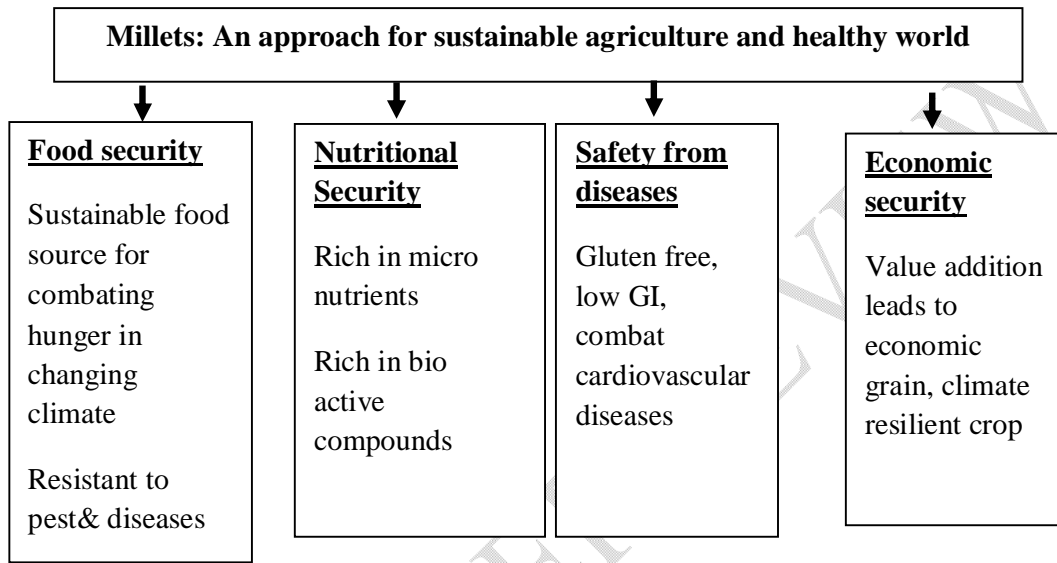 Millets: An approach for sustainable agriculture and healthy world
Food security
Sustainable food
source for
combating
hunger in
changing
climate
Resistant to
pest& diseases
Nutritional
Security
Rich in micro
nutrients
Rich in bio
active
compounds
Safety from
diseases
Gluten free,
low GI,
combat
cardiovascular
diseases
Economic
security
Value addition
leads to
economic
grain, climate
resilient crop